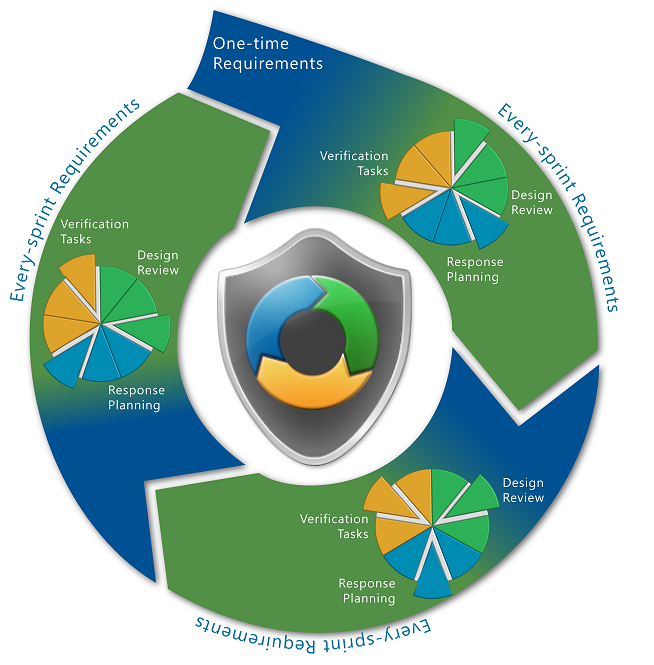 One-time
Requirements
Every-sprint Requirements
Verification
Tasks
Design
Review
Response
Planning
Every-sprint Requirements
Verification
Tasks
Design
Review
Response
Planning
Design
Review
Verification
Tasks
Response
Planning
Every-sprint Requirements